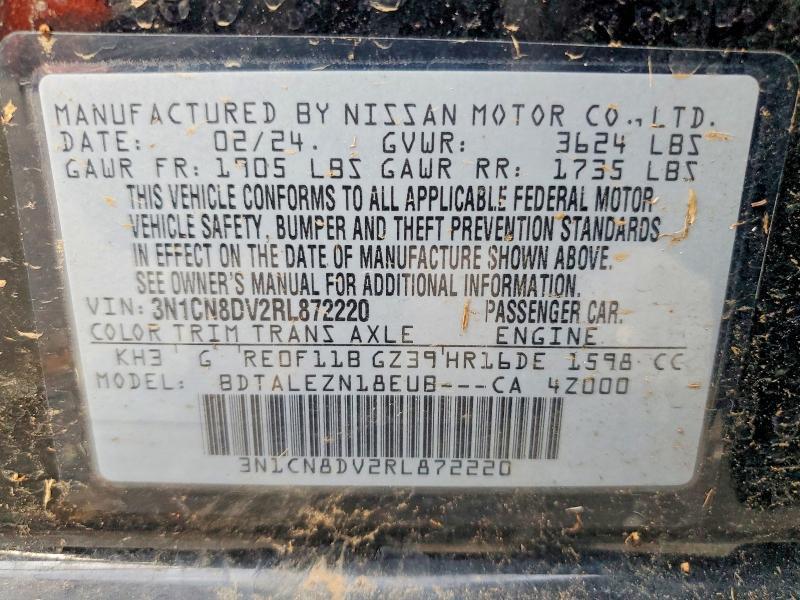 MANUFACTURED BY NISSAN MOTOR CO., LTD.
DATE: 02/24. GVWR: 3624 LBS
GAWR FR: 1905 LBS GAWR RR: 1735 LBS
THIS VEHICLE CONFORMS TO ALL APPLICABLE FEDERAL MOTOR
VEHICLE SAFETY, BUMPER AND THEFT PREVENTION STANDARDS
IN EFFECT ON THE DATE OF MANUFACTURE SHOWN ABOVE.
SEE OWNER'S MANUAL FOR ADDITIONAL INFORMATION.
VIN: 3N1CN8DV2RL872220 PASSENGER CAR.
COLOR TRIM TRANS AXLE ENGINE
KH3 G RE0F11B GZ39 HR16DE 1598 CC
MODEL: BDTALEZN18EUB---CA 4Z000
3N1CN8DV2RL872220